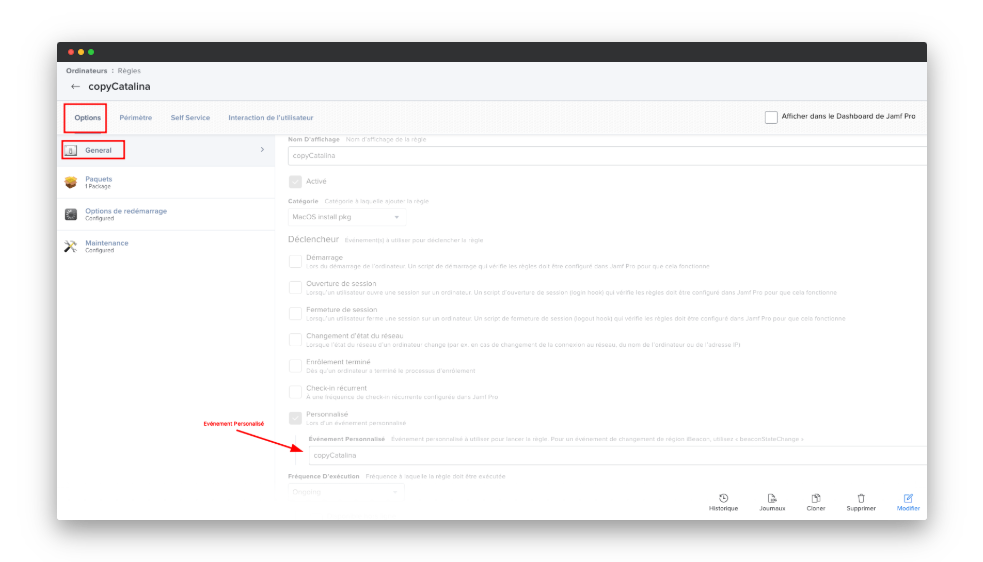 Ordinateurs : Règles
← copyCatalina
Options Périmètre Self Service Interaction de l'utilisateur
Afficher dans le Dashboard de Jamf Pro
General
Paquets
1 Package
Options de redémarrage
Configured
Maintenance
Configured
Nom D'affichage Nom d'affichage de la règle
copyCatalina
Activé
Catégorie Catégorie à laquelle ajouter la règle
MacOS install pkg
Déclencheur Événement(s) à utiliser pour déclencher la règle
Démarrage
Lors du démarrage de l'ordinateur. Un script de démarrage qui vérifie les règles doit être configuré dans Jamf Pro pour que cela fonctionne
Ouverture de session
Lorsqu'un utilisateur ouvre une session sur un ordinateur. Un script d'ouverture de session (login hook) qui vérifie les règles doit être configuré dans Jamf Pro pour que cela fonctionne
Fermeture de session
Lorsqu'un utilisateur ferme une session sur un ordinateur. Un script de fermeture de session (logout hook) qui vérifie les règles doit être configuré dans Jamf Pro pour que cela fonctionne
Changement d'état du réseau
Lorsque l'état du réseau d'un ordinateur change (par ex. en cas de changement de la connexion au réseau, du nom de l'ordinateur ou de l'adresse IP)
Enrôlement terminé
Dès qu'un ordinateur a terminé le processus d'enrôlement
Check-in récurrent
À une fréquence de check-in récurrente configurée dans Jamf Pro
Personnalisé
Lors d'un événement personnalisé
Evénement Personalisé
Événement Personnalisé Événement personnalisé à utiliser pour lancer la règle. Pour un événement de changement de région iBeacon, utilisez « beaconStateChange »
copyCatalina
Fréquence D'exécution Fréquence à laquelle la règle doit être exécutée
Ongoing
Historique Journaux Cloner Supprimer Modifier